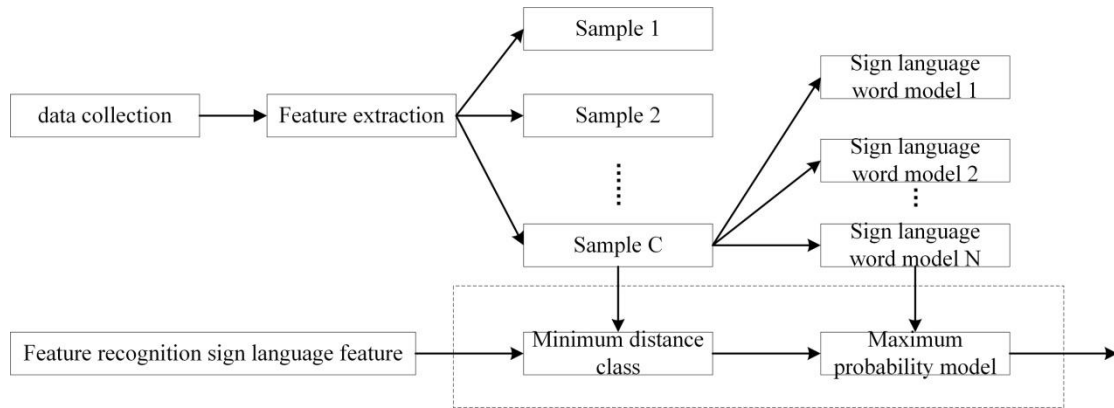 Sample 1
Sign language
word model 1
data collection
Feature extraction
Sample 2
Sign language
word model 2
Sample C
Sign language
word model N
Feature recognition sign language feature
Minimum distance
class
Maximum
probability model